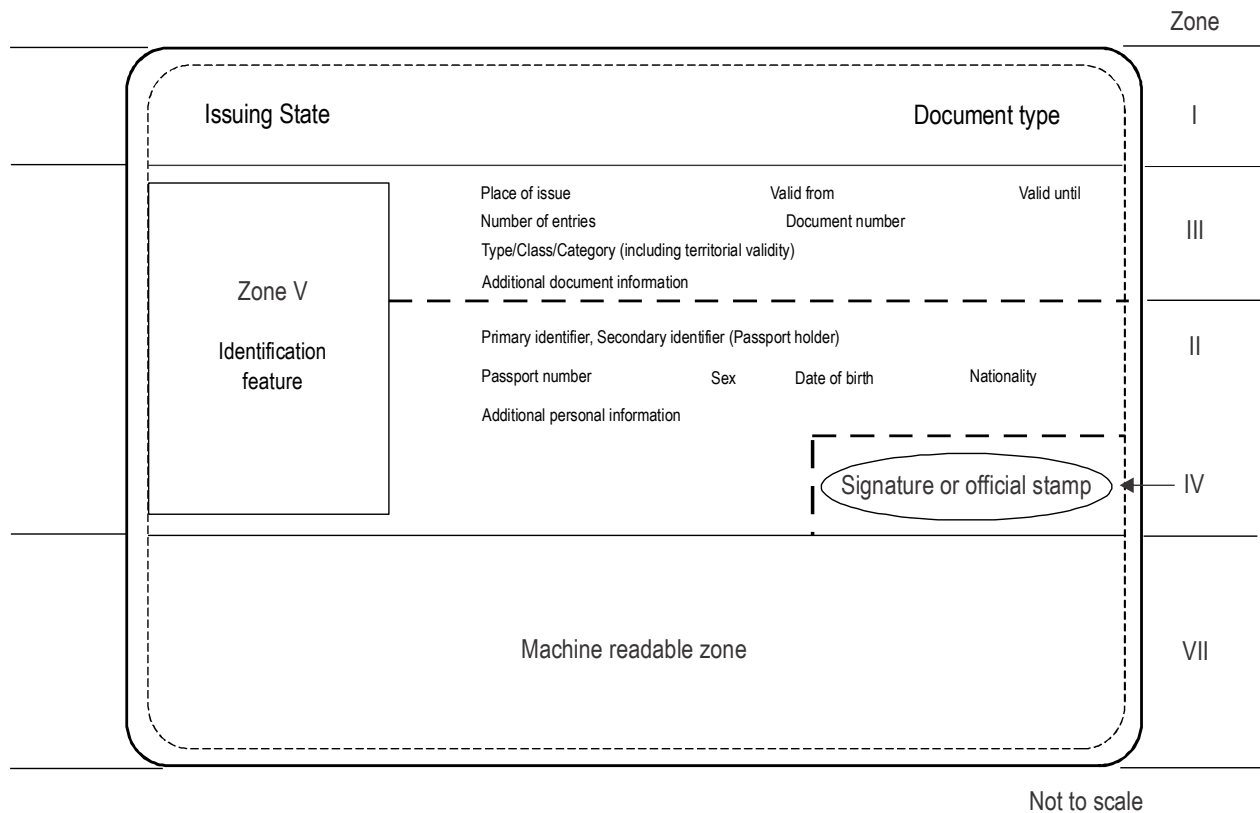 Zone
Issuing State Document type I
Place of issue Valid from Valid until
Number of entries Document number III
Type/Class/Category (including territorial validity)
Additional document information
Zone V
Identification
feature
Primary identifier, Secondary identifier (Passport holder) II
Passport number Sex Date of birth Nationality
Additional personal information
Signature or official stamp IV
Machine readable zone VII
Not to scale